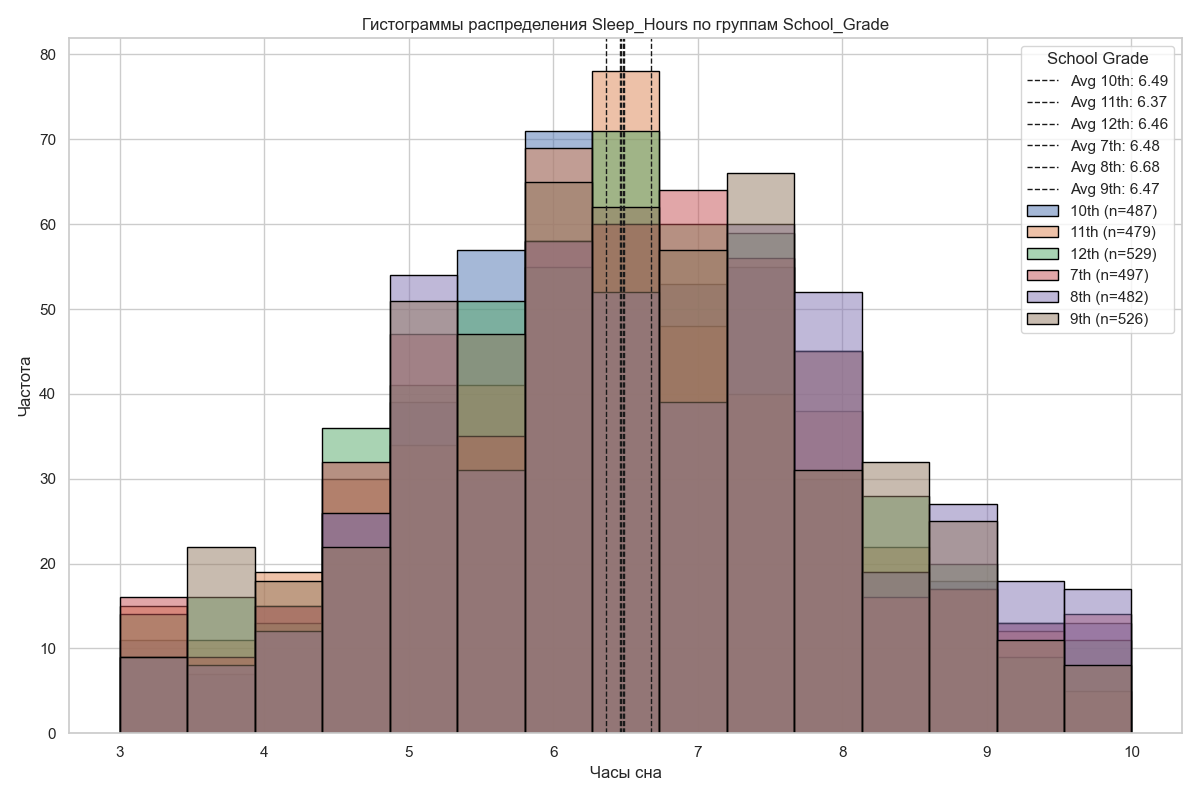 Гистограммы распределения Sleep_Hours по группам School_Grade
School Grade
Avg 10th: 6.49
Avg 11th: 6.37
Avg 12th: 6.46
Avg 7th: 6.48
Avg 8th: 6.68
Avg 9th: 6.47
10th (n=487)
11th (n=479)
12th (n=529)
7th (n=497)
8th (n=482)
9th (n=526)
Частота
80
70
60
50
40
30
20
10
0
3 4 5 6 7 8 9 10
Часы сна